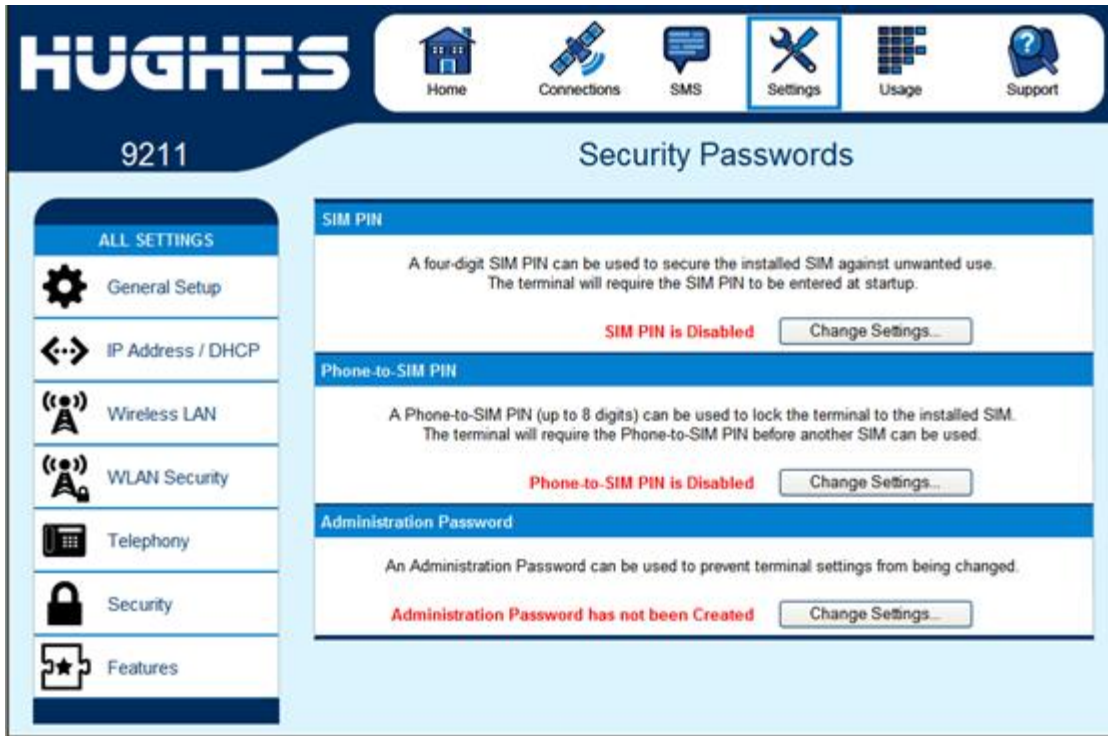 HUGHES
Home
Connections
SMS
Settings
Usage
Support
9211
Security Passwords
ALL SETTINGS
General Setup
IP Address / DHCP
Wireless LAN
WLAN Security
Telephony
Security
Features
SIM PIN
A four-digit SIM PIN can be used to secure the installed SIM against unwanted use.
The terminal will require the SIM PIN to be entered at startup.
SIM PIN is Disabled
Change Settings...
Phone-to-SIM PIN
A Phone-to-SIM PIN (up to 8 digits) can be used to lock the terminal to the installed SIM.
The terminal will require the Phone-to-SIM PIN before another SIM can be used.
Phone-to-SIM PIN is Disabled
Change Settings...
Administration Password
An Administration Password can be used to prevent terminal settings from being changed.
Administration Password has not been Created
Change Settings...